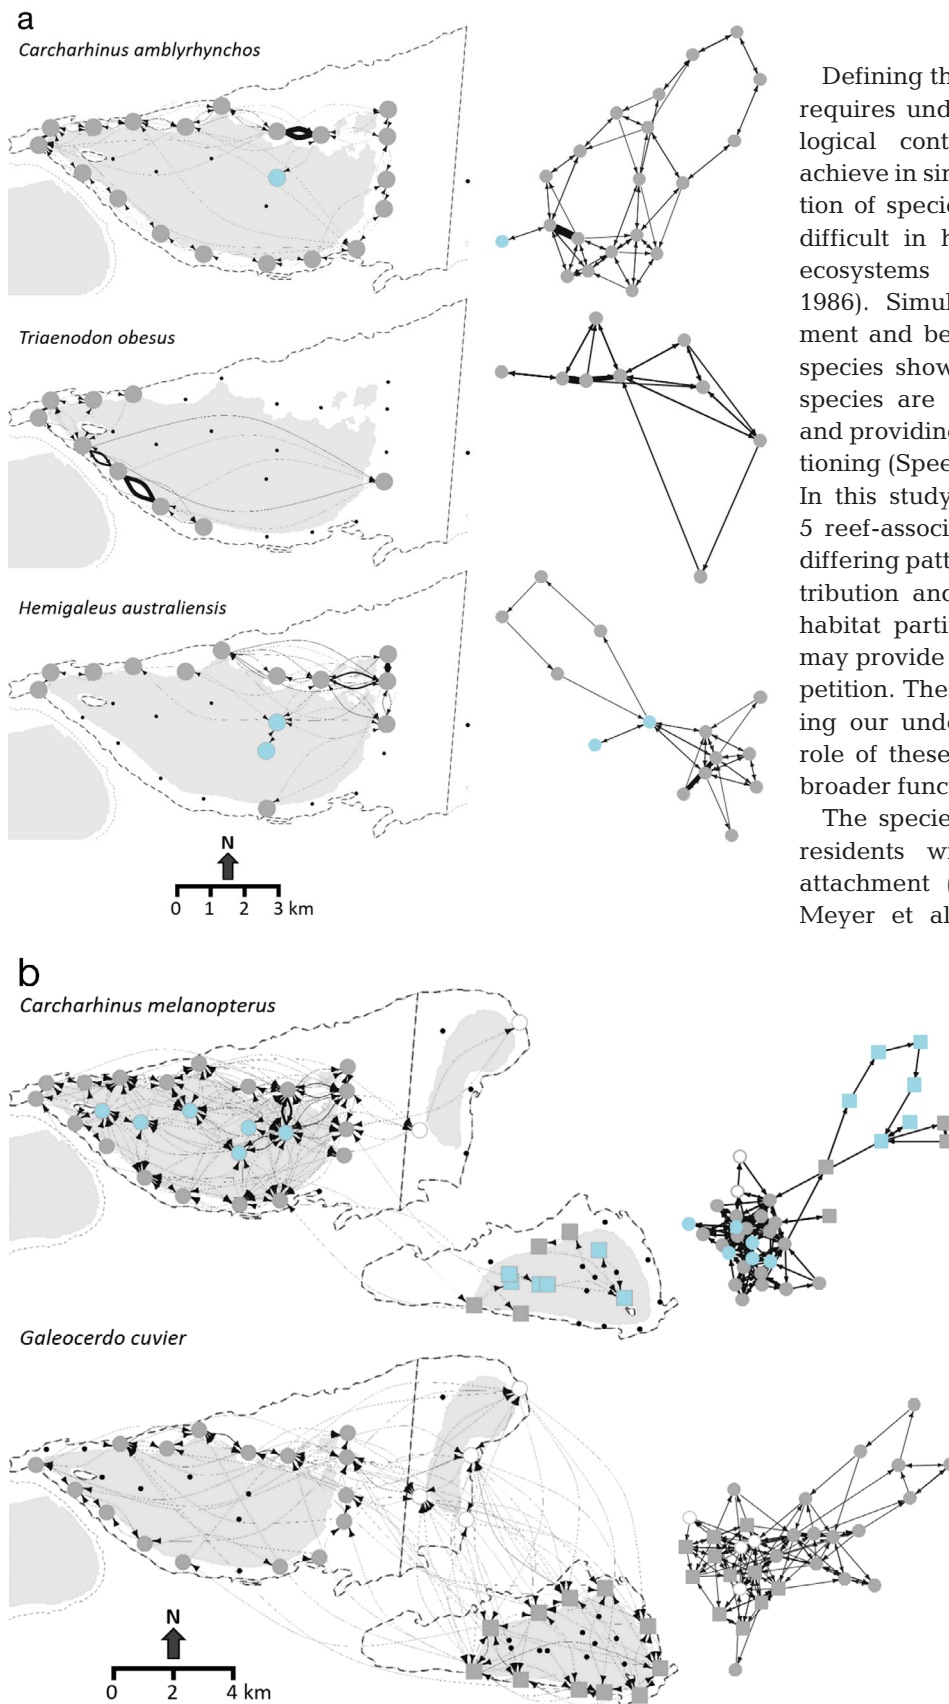 a
Carcharhinus amblyrhynchos
Triaenodon obesus
Hemigaleus australiensis
N
0 1 2 3 km
Defining th
requires und
logical cont
achieve in sin
tion of specie
difficult in h
ecosystems
1986). Simul
ment and be
species show
species are
and providing
tioning (Spee
In this study
5 reef-associ
differing patt
tribution and
habitat parti
may provide
petition. Thes
ing our unde
role of these
broader funct
The species
residents wi
attachment (
Meyer et al
b
Carcharhinus melanopterus
Galeocerdo cuvier
N
0 2 4 km